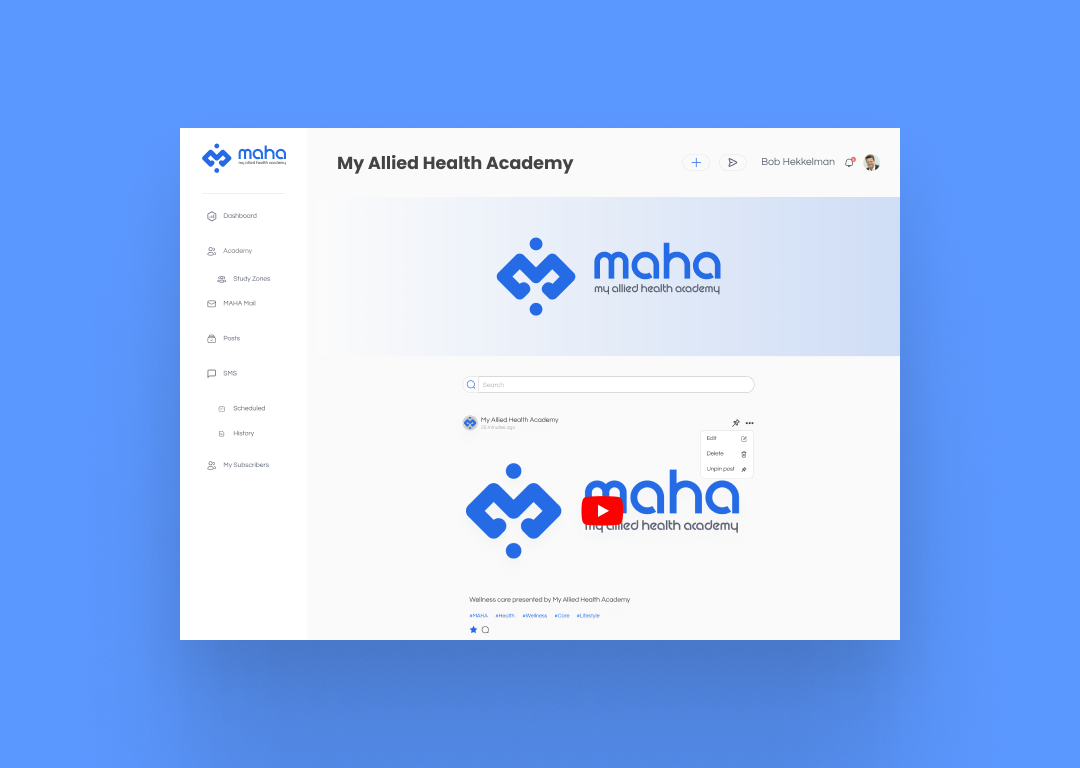 maha
my allied health academy
My Allied Health Academy
Bob Hekkelman
Dashboard
Academy
Study Zones
MAHA Mail
Posts
SMS
Scheduled
History
My Subscribers
maha
my allied health academy
Search
My Allied Health Academy
Edit
Delete
Unpin post
maha
my allied health academy
Wellness care presented by My Allied Health Academy
#MAHA #Health #Wellness #Care #Lifestyle